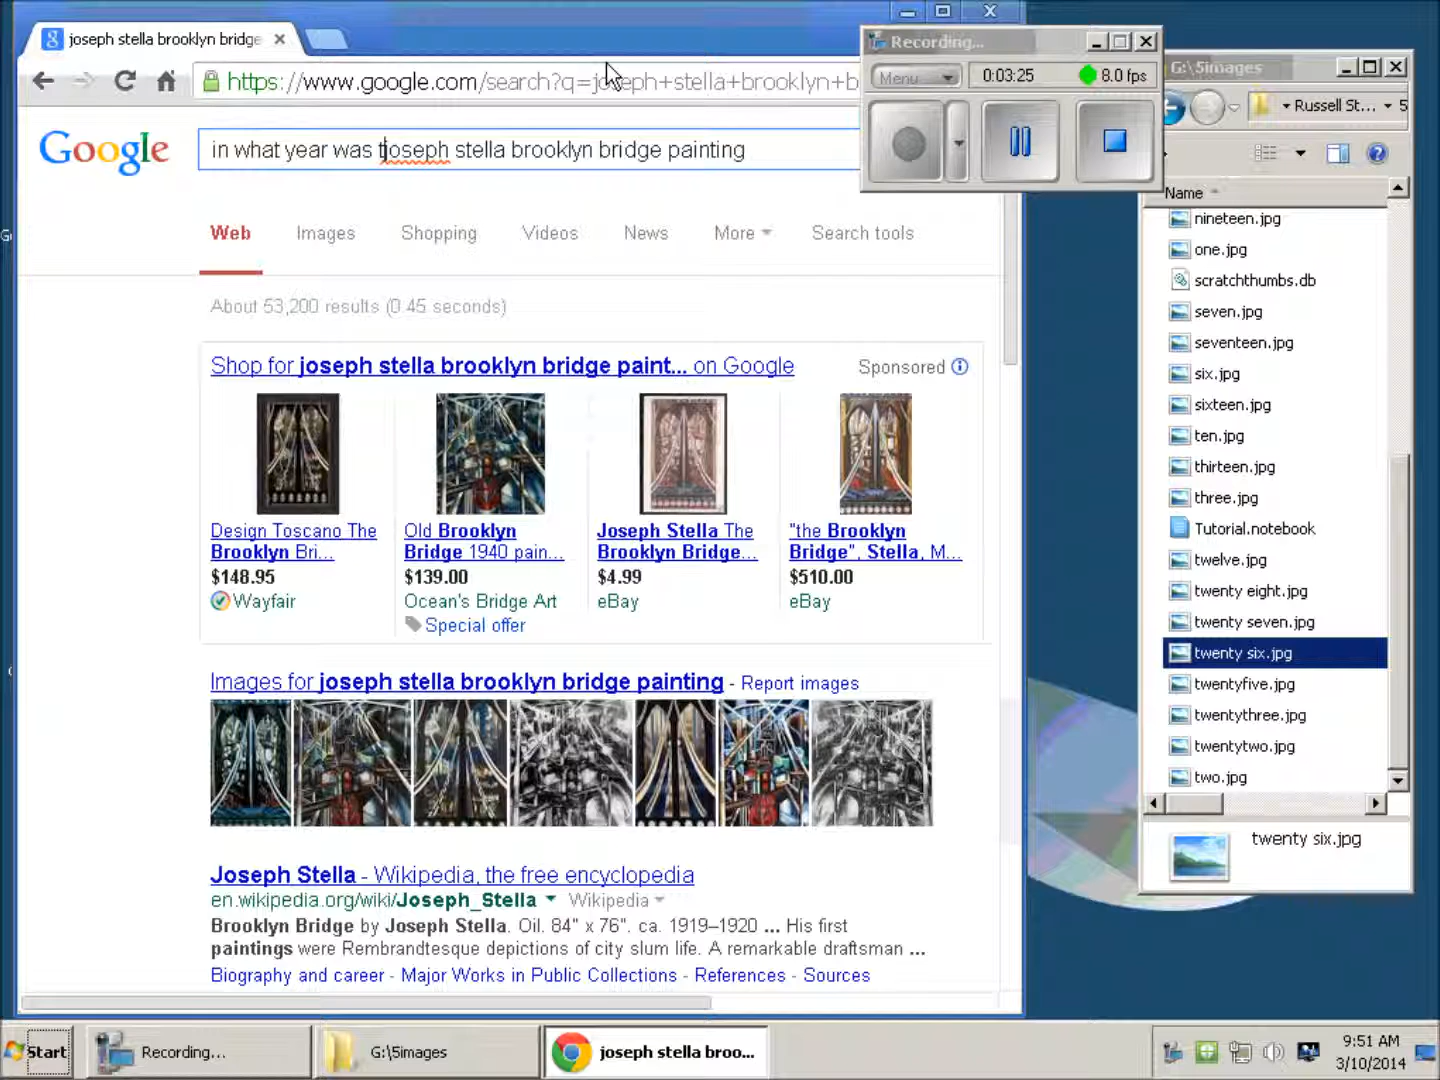 joseph stella brooklyn bridge
https://www.google.com/search?q=joseph+stella+brooklyn+b
Google
in what year was tjoseph stella brooklyn bridge painting
Web Images Shopping Videos News More Search tools
About 53,200 results (0.45 seconds)
Shop for joseph stella brooklyn bridge paint... on Google
Sponsored
Design Toscano The
Brooklyn Bri...
$148.95
Wayfair
Old Brooklyn
Bridge 1940 pain...
$139.00
Ocean's Bridge Art
Special offer
Joseph Stella The
Brooklyn Bridge...
$4.99
eBay
"the Brooklyn
Bridge", Stella, M...
$510.00
eBay
Images for joseph stella brooklyn bridge painting - Report images
Joseph Stella - Wikipedia, the free encyclopedia
en.wikipedia.org/wiki/Joseph_Stella Wikipedia
Brooklyn Bridge by Joseph Stella. Oil. 84" x 76". ca. 1919–1920 ... His first
paintings were Rembrandtesque depictions of city slum life. A remarkable draftsman ...
Biography and career - Major Works in Public Collections - References - Sources
Recording...
Menu 0:03:25 8.0 fps
G:\5images
Russell St... 5
Name
nineteen.jpg
one.jpg
scratchthumbs.db
seven.jpg
seventeen.jpg
six.jpg
sixteen.jpg
ten.jpg
thirteen.jpg
three.jpg
Tutorial.notebook
twelve.jpg
twenty eight.jpg
twenty seven.jpg
twenty six.jpg
twentyfive.jpg
twentythree.jpg
twentytwo.jpg
two.jpg
twenty six.jpg
Start Recording... G:\5images joseph stella broo...
9:51 AM
3/10/2014